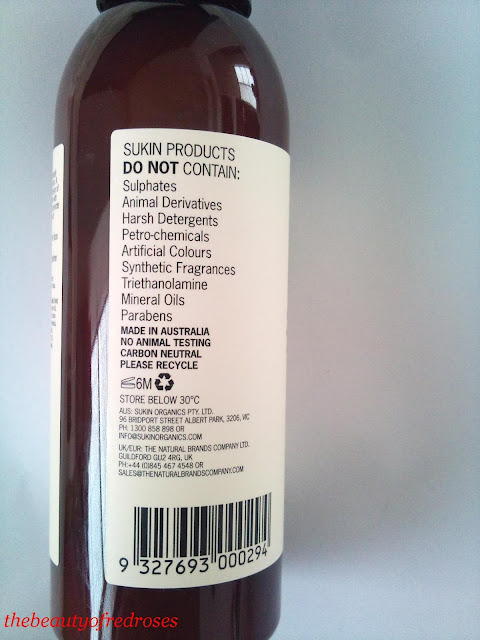 SUKIN PRODUCTS
DO NOT CONTAIN:
Sulphates
Animal Derivatives
Harsh Detergents
Petro-chemicals
Artificial Colours
Synthetic Fragrances
Triethanolamine
Mineral Oils
Parabens
MADE IN AUSTRALIA
NO ANIMAL TESTING
CARBON NEUTRAL
PLEASE RECYCLE
6M
STORE BELOW 30°C
AUS: SUKIN ORGANICS PTY. LTD.
96 BRIDPORT STREET ALBERT PARK, 3206, VIC
PH: 1300 858 898 OR
INFO@SUKINORGANICS.COM
UK/EUR: THE NATURAL BRANDS COMPANY LTD.
GUILDFORD GU2 4RG, UK
PH:+44 (0)845 467 4548 OR
SALES@THENATURALBRANDSCOMPANY.COM
9 327693 000294
thebeautyofredroses